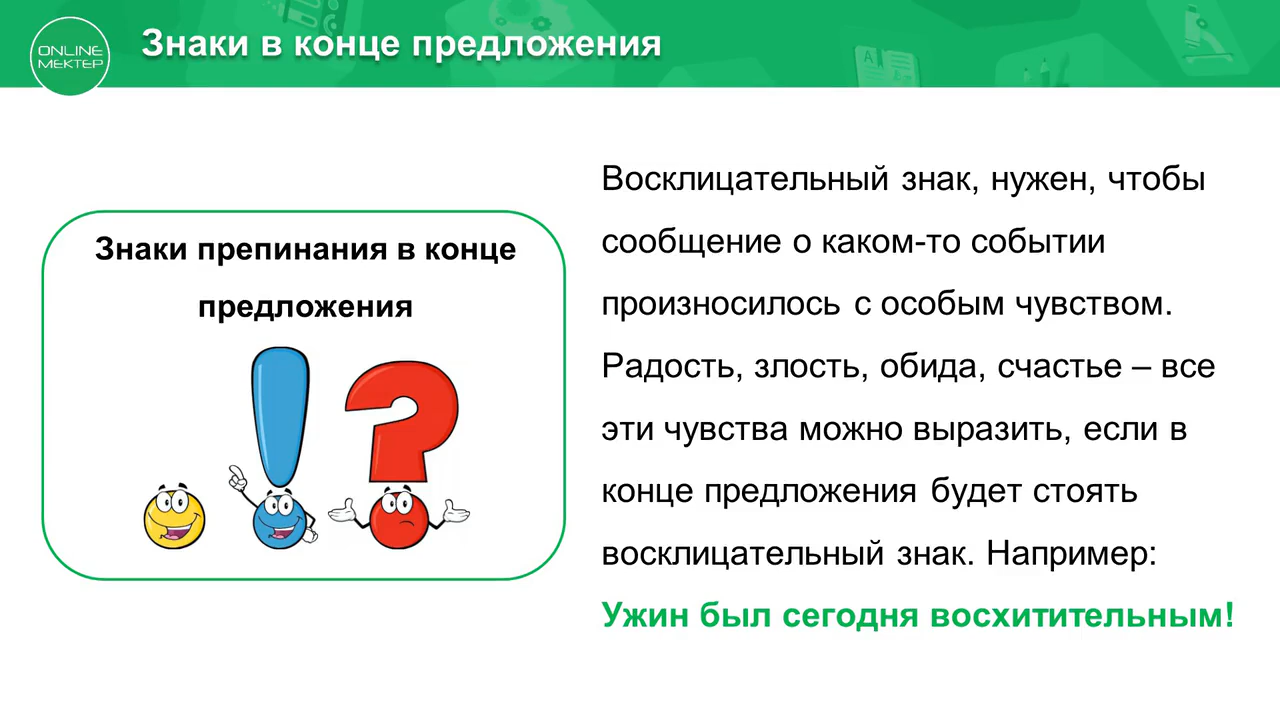 ONLINE
МЕКТЕР
Знаки в конце предложения
Знаки препинания в конце
предложения
Восклицательный знак, нужен, чтобы
сообщение о каком-то событии
произносилось с особым чувством.
Радость, злость, обида, счастье – все
эти чувства можно выразить, если в
конце предложения будет стоять
восклицательный знак. Например:
Ужин был сегодня восхитительным!